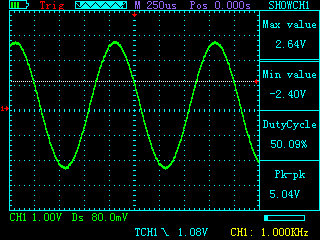 Trig M 250us Pos 0.000s SHOWCH1
Max value
2.64V
Min value
-2.40V
DutyCycle
50.09%
Pk-pk
5.04V
CH1 1.00V Ds 80.0mV
TCH1 1.08V CH1: 1.000KHz